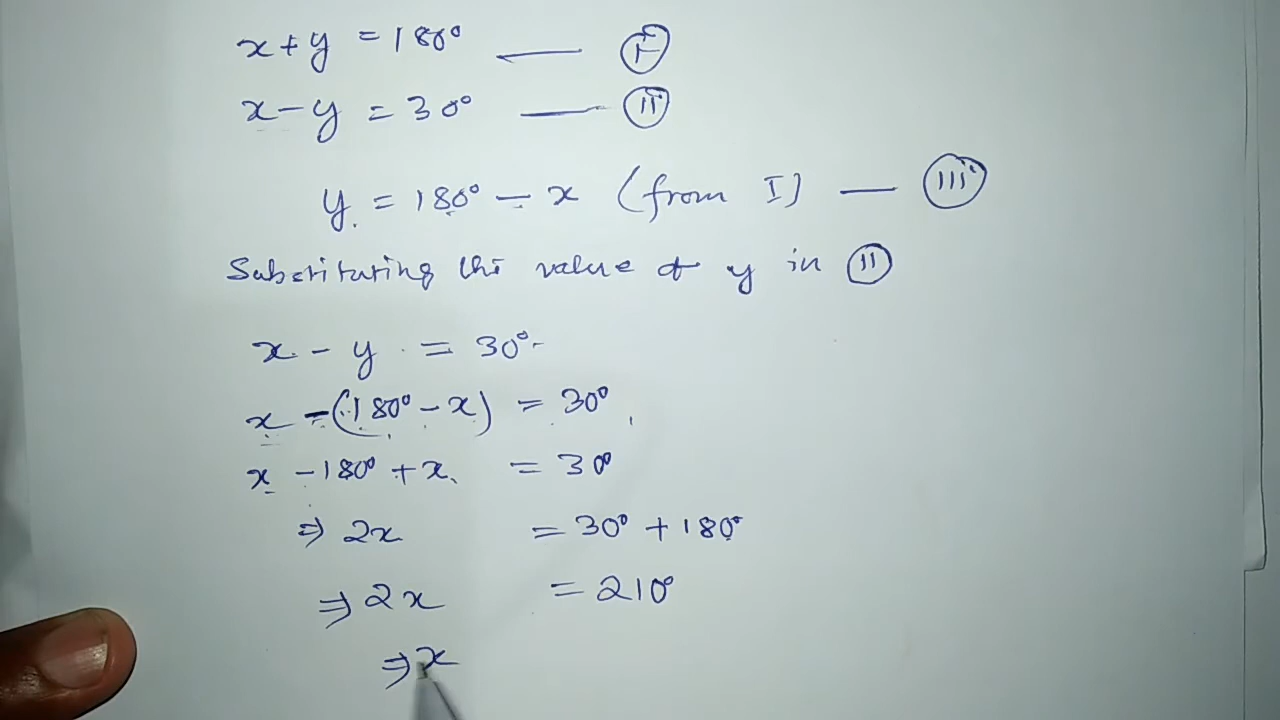 x + y = 180° — I
x - y = 30° — II
y = 180° - x (from I) — III
Substituting the value of y in II
x - y = 30°
x - (180° - x) = 30°
x - 180° + x = 30°
⇒ 2x = 30° + 180°
⇒ 2x = 210°
⇒ x